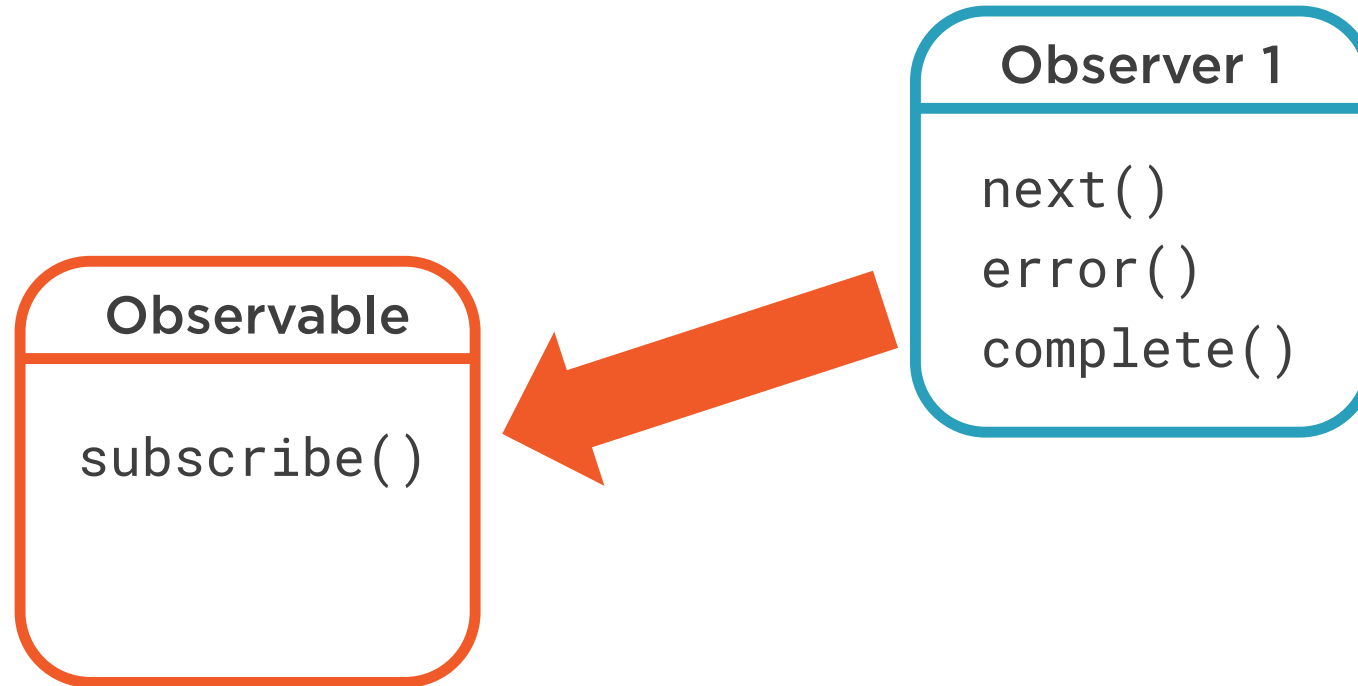 Observable
subscribe()
Observer 1
next()
error()
complete()